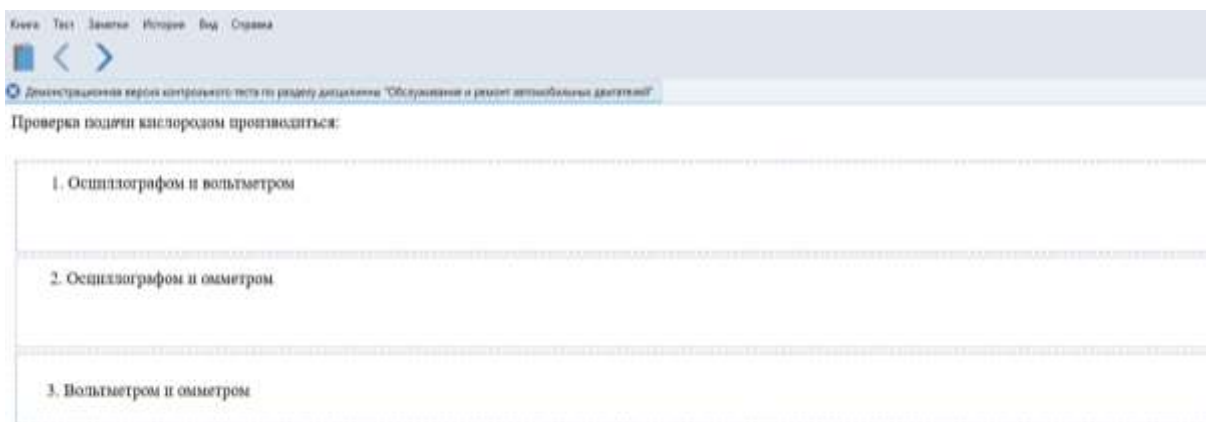 Книга Тест Заметки История Вид Справка
Демонстрационная версия контрольного теста по разделу дисциплины "Обслуживание и ремонт автомобильных двигателей"
Проверка подачи кислородом производиться:
1. Осциллографом и вольтметром
2. Осциллографом и омметром
3. Вольтметром и омметром